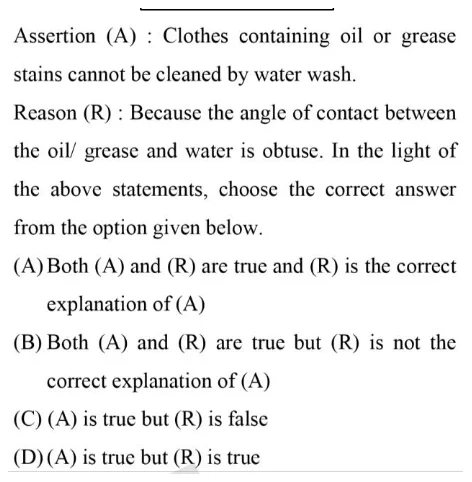 Assertion (A) : Clothes containing oil or grease
stains cannot be cleaned by water wash.
Reason (R) : Because the angle of contact between
the oil/ grease and water is obtuse. In the light of
the above statements, choose the correct answer
from the option given below.
(A) Both (A) and (R) are true and (R) is the correct
explanation of (A)
(B) Both (A) and (R) are true but (R) is not the
correct explanation of (A)
(C) (A) is true but (R) is false
(D) (A) is true but (R) is true